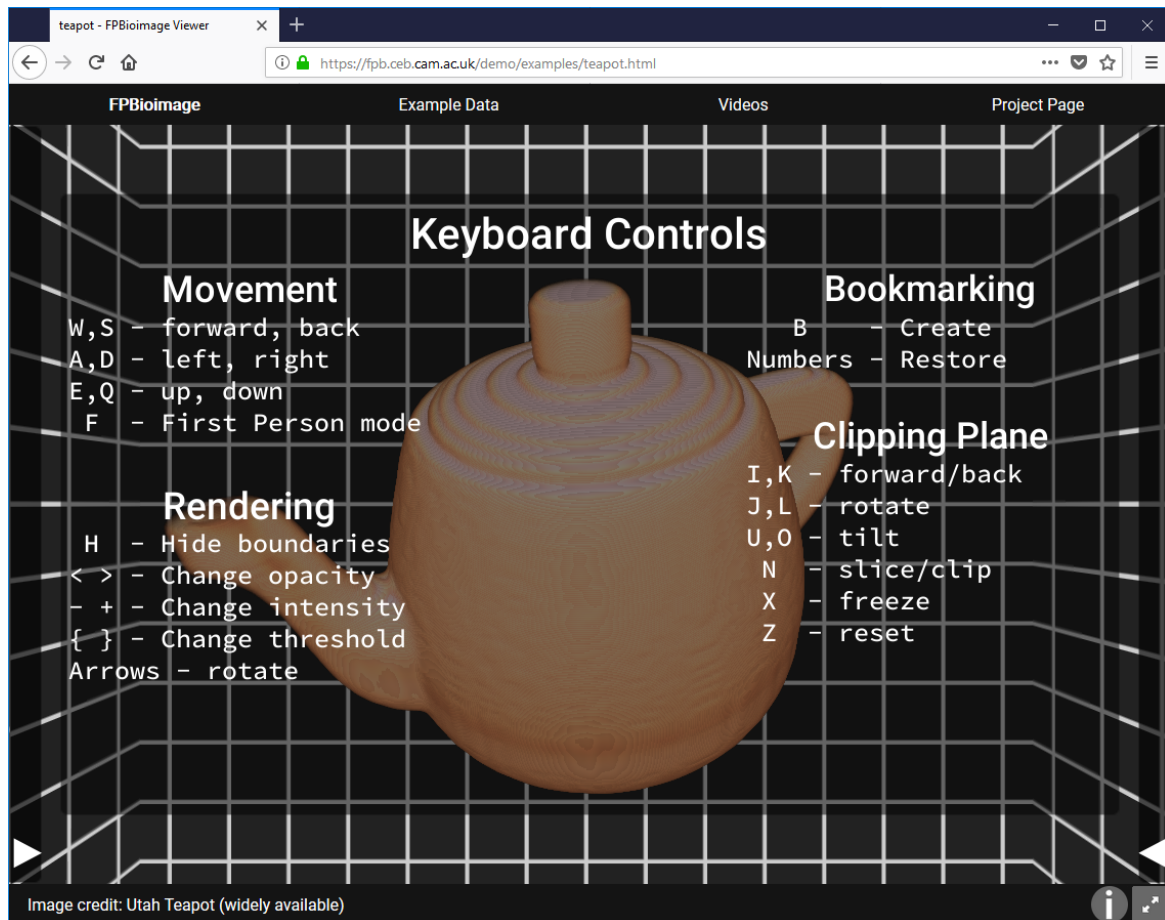 teapot - FPBioimage Viewer
https://fpb.ceb.cam.ac.uk/demo/examples/teapot.html
FPBioimage Example Data Videos Project Page
Keyboard Controls
Movement
W,S - forward, back
A,D - left, right
E,Q - up, down
F - First Person mode
Rendering
H - Hide boundaries
< > - Change opacity
- + - Change intensity
{ } - Change threshold
Arrows - rotate
Bookmarking
B - Create
Numbers - Restore
Clipping Plane
I,K - forward/back
J,L - rotate
U,O - tilt
N - slice/clip
X - freeze
Z - reset
Image credit: Utah Teapot (widely available)